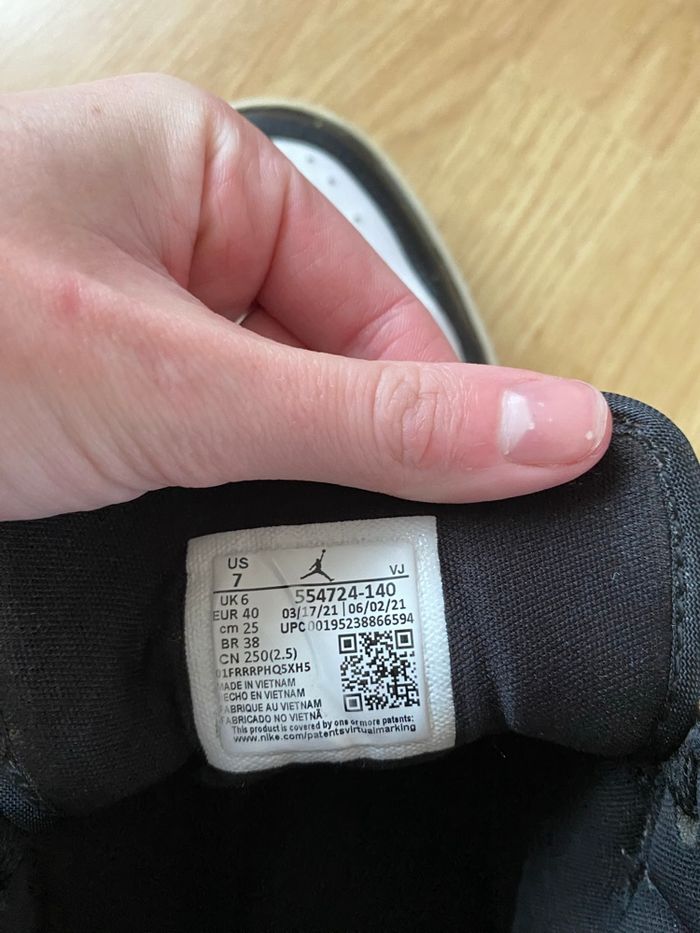 US
7
VJ
UK 6
554724-140
EUR 40
03/17/21 | 06/02/21
cm 25
UPC 00195238866594
BR 38
CN 250(2.5)
01FRRRPHQ5XH5
MADE IN VIETNAM
ECHO EN VIETNAM
FABRIQUE AU VIETNAM
FABRICADO NO VIETNÃ
This product is covered by one or more patents:
www.nike.com/patentsvirtualmarking